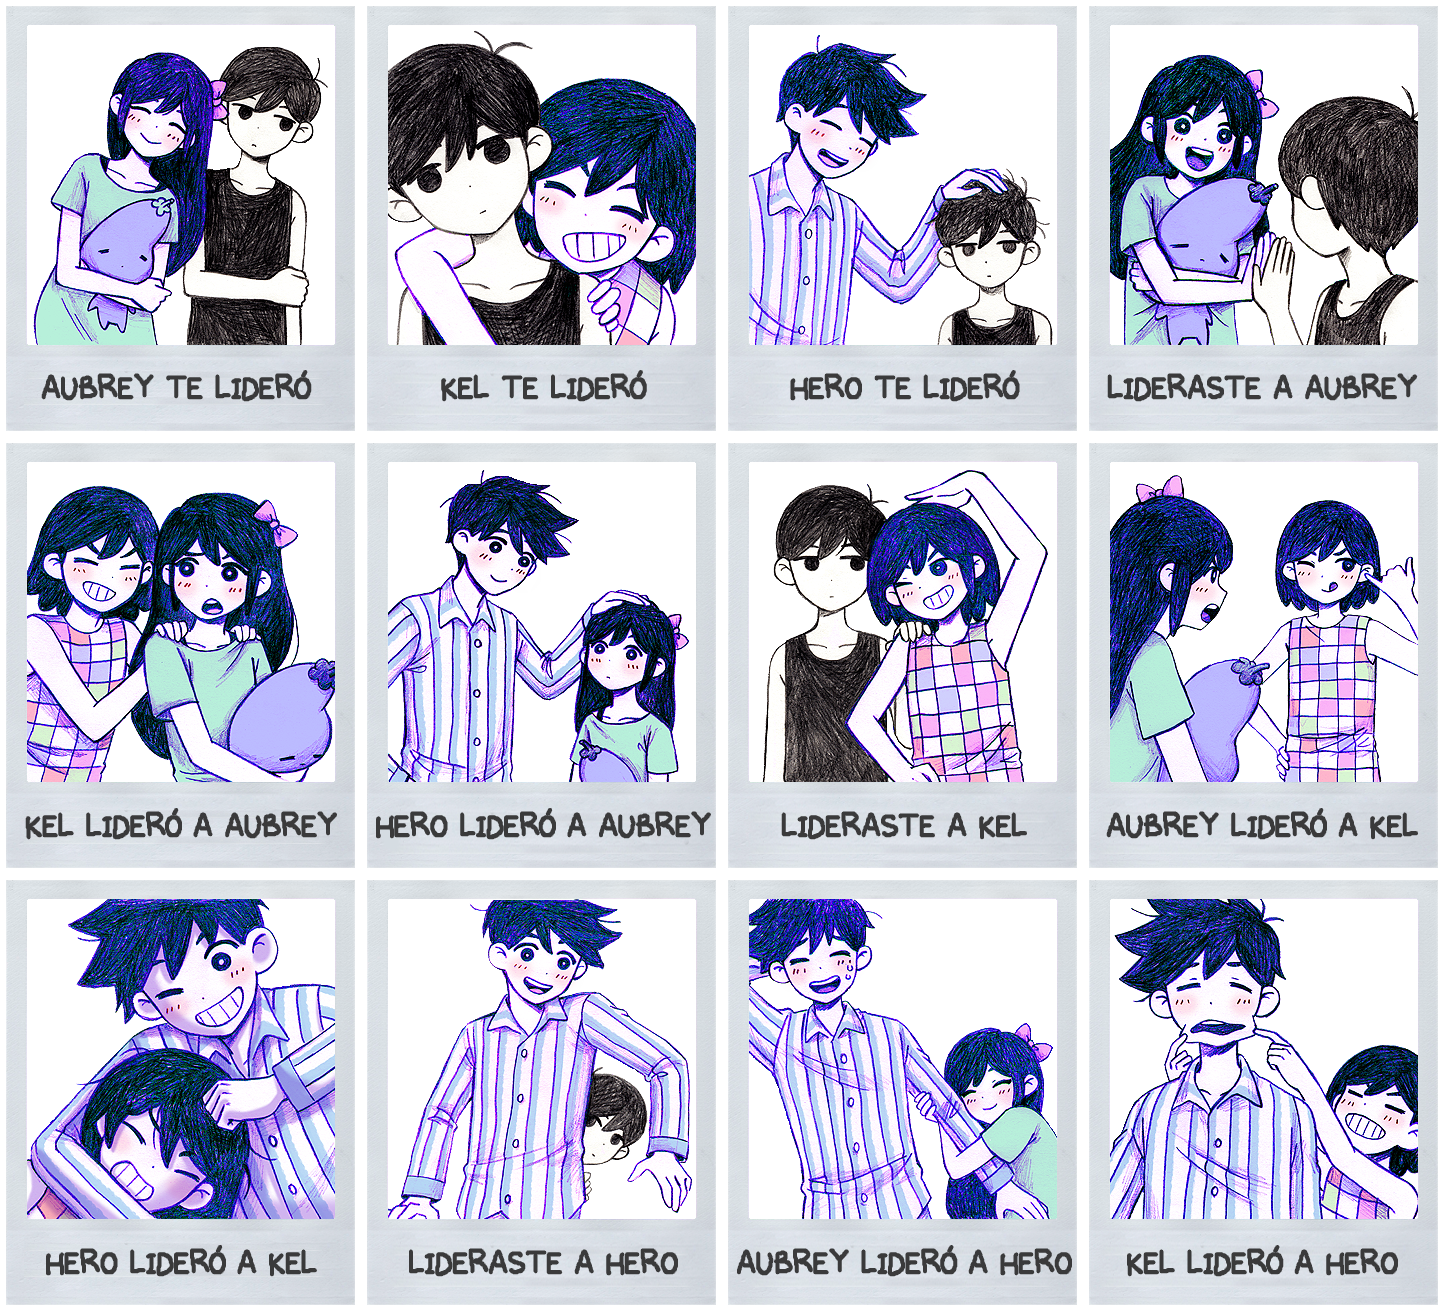 AUBREY TE LIDERÓ
KEL TE LIDERÓ
HERO TE LIDERÓ
LIDERASTE A AUBREY
KEL LIDERÓ A AUBREY
HERO LIDERÓ A AUBREY
LIDERASTE A KEL
AUBREY LIDERÓ A KEL
HERO LIDERÓ A KEL
LIDERASTE A HERO
AUBREY LIDERÓ A HERO
KEL LIDERÓ A HERO